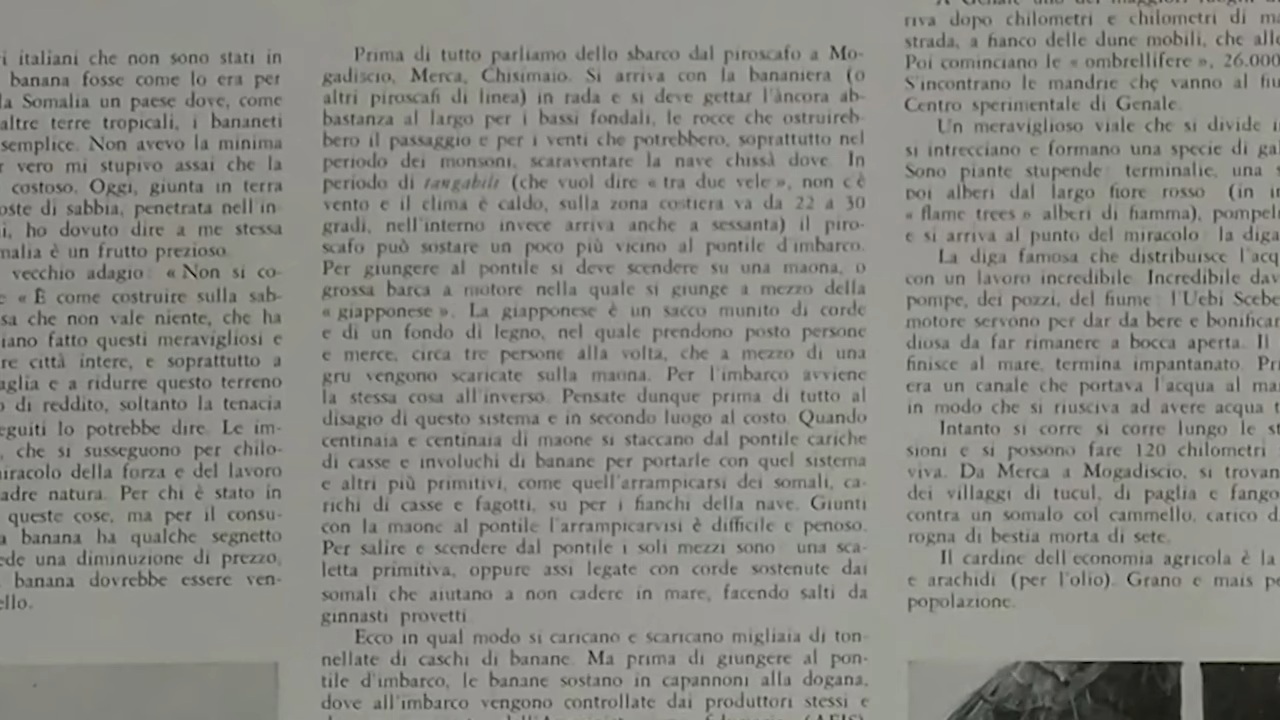 i italiani che non sono stati in
banana fosse come lo era per
la Somalia un paese dove, come
altre terre tropicali, i bananeti
semplice. Non avevo la minima
r vero mi stupivo assai che la
costoso. Oggi, giunta in terra
oste di sabbia, penetrata nell'in-
i, ho dovuto dire a me stessa
malia è un frutto prezioso.
vecchio adagio: « Non si co-
e « È come costruire sulla sab-
sa che non vale niente, che ha
iano fatto questi meravigliosi e
re città intere, e soprattutto a
aglia e a ridurre questo terreno
o di reddito, soltanto la tenacia
eguiti lo potrebbe dire. Le im-
, che si susseguono per chilo-
miracolo della forza e del lavoro
adre natura. Per chi è stato in
queste cose, ma per il consu-
a banana ha qualche segnetto
ede una diminuzione di prezzo,
banana dovrebbe essere ven-
ello.
Prima di tutto parliamo dello sbarco dal piroscafo a Mo-
gadiscio, Merca, Chisimaio. Si arriva con la bananiera (o
altri piroscafi di linea) in rada e si deve gettar l'àncora ab-
bastanza al largo per i bassi fondali, le rocce che ostruireb-
bero il passaggio e per i venti che potrebbero, soprattutto nel
periodo dei monsoni, scaraventare la nave chissà dove. In
periodo di tangabili (che vuol dire « tra due vele », non c'è
vento e il clima è caldo, sulla zona costiera va da 22 a 30
gradi, nell'interno invece arriva anche a sessanta) il piro-
scafo può sostare un poco più vicino al pontile d'imbarco.
Per giungere al pontile si deve scendere su una maona, o
grossa barca a motore nella quale si giunge a mezzo della
« giapponese ». La giapponese è un sacco munito di corde
e di un fondo di legno, nel quale prendono posto persone
e merce, circa tre persone alla volta, che a mezzo di una
gru vengono scaricate sulla maona. Per l'imbarco avviene
la stessa cosa all'inverso. Pensate dunque prima di tutto al
disagio di questo sistema e in secondo luogo al costo. Quando
centinaia e centinaia di maone si staccano dal pontile cariche
di casse e involuchi di banane per portarle con quel sistema
e altri più primitivi, come quell'arrampicarsi dei somali, ca-
richi di casse e fagotti, su per i fianchi della nave. Giunti
con la maone al pontile l'arrampicarvisi è difficile e penoso.
Per salire e scendere dal pontile i soli mezzi sono: una sca-
letta primitiva, oppure assi legate con corde sostenute dai
somali che aiutano a non cadere in mare, facendo salti da
ginnasti provetti.
Ecco in qual modo si caricano e scaricano migliaia di ton-
nellate di caschi di banane. Ma prima di giungere al pon-
tile d'imbarco, le banane sostano in capannoni alla dogana,
dove all'imbarco vengono controllate dai produttori stessi e
A Genale uno dei maggiori
riva dopo chilometri e chilometri di m
strada, a fianco delle dune mobili, che alle
Poi cominciano le « ombrellifere », 26.000
S'incontrano le mandrie che vanno al fiu
Centro sperimentale di Genale.
Un meraviglioso viale che si divide i
si intrecciano e formano una specie di gal
Sono piante stupende: terminalie, una s
poi alberi dal largo fiore rosso (in i
« flame trees » alberi di fiamma), pompel
e si arriva al punto del miracolo: la diga
La diga famosa che distribuisce l'acq
con un lavoro incredibile. Incredibile dav
pompe, dei pozzi, del fiume: l'Uebi Scebe
motore servono per dar da bere e bonificar
diosa da far rimanere a bocca aperta. Il
finisce al mare, termina impantanato. Pri
era un canale che portava l'acqua al ma
in modo che si riusciva ad avere acqua t
Intanto si corre si corre lungo le st
sioni e si possono fare 120 chilometri
viva. Da Merca a Mogadiscio, si trovan
dei villaggi di tucul, di paglia e fango
contra un somalo col cammello, carico d
rogna di bestia morta di sete.
Il cardine dell'economia agricola è la
e arachidi (per l'olio). Grano e mais p
popolazione.